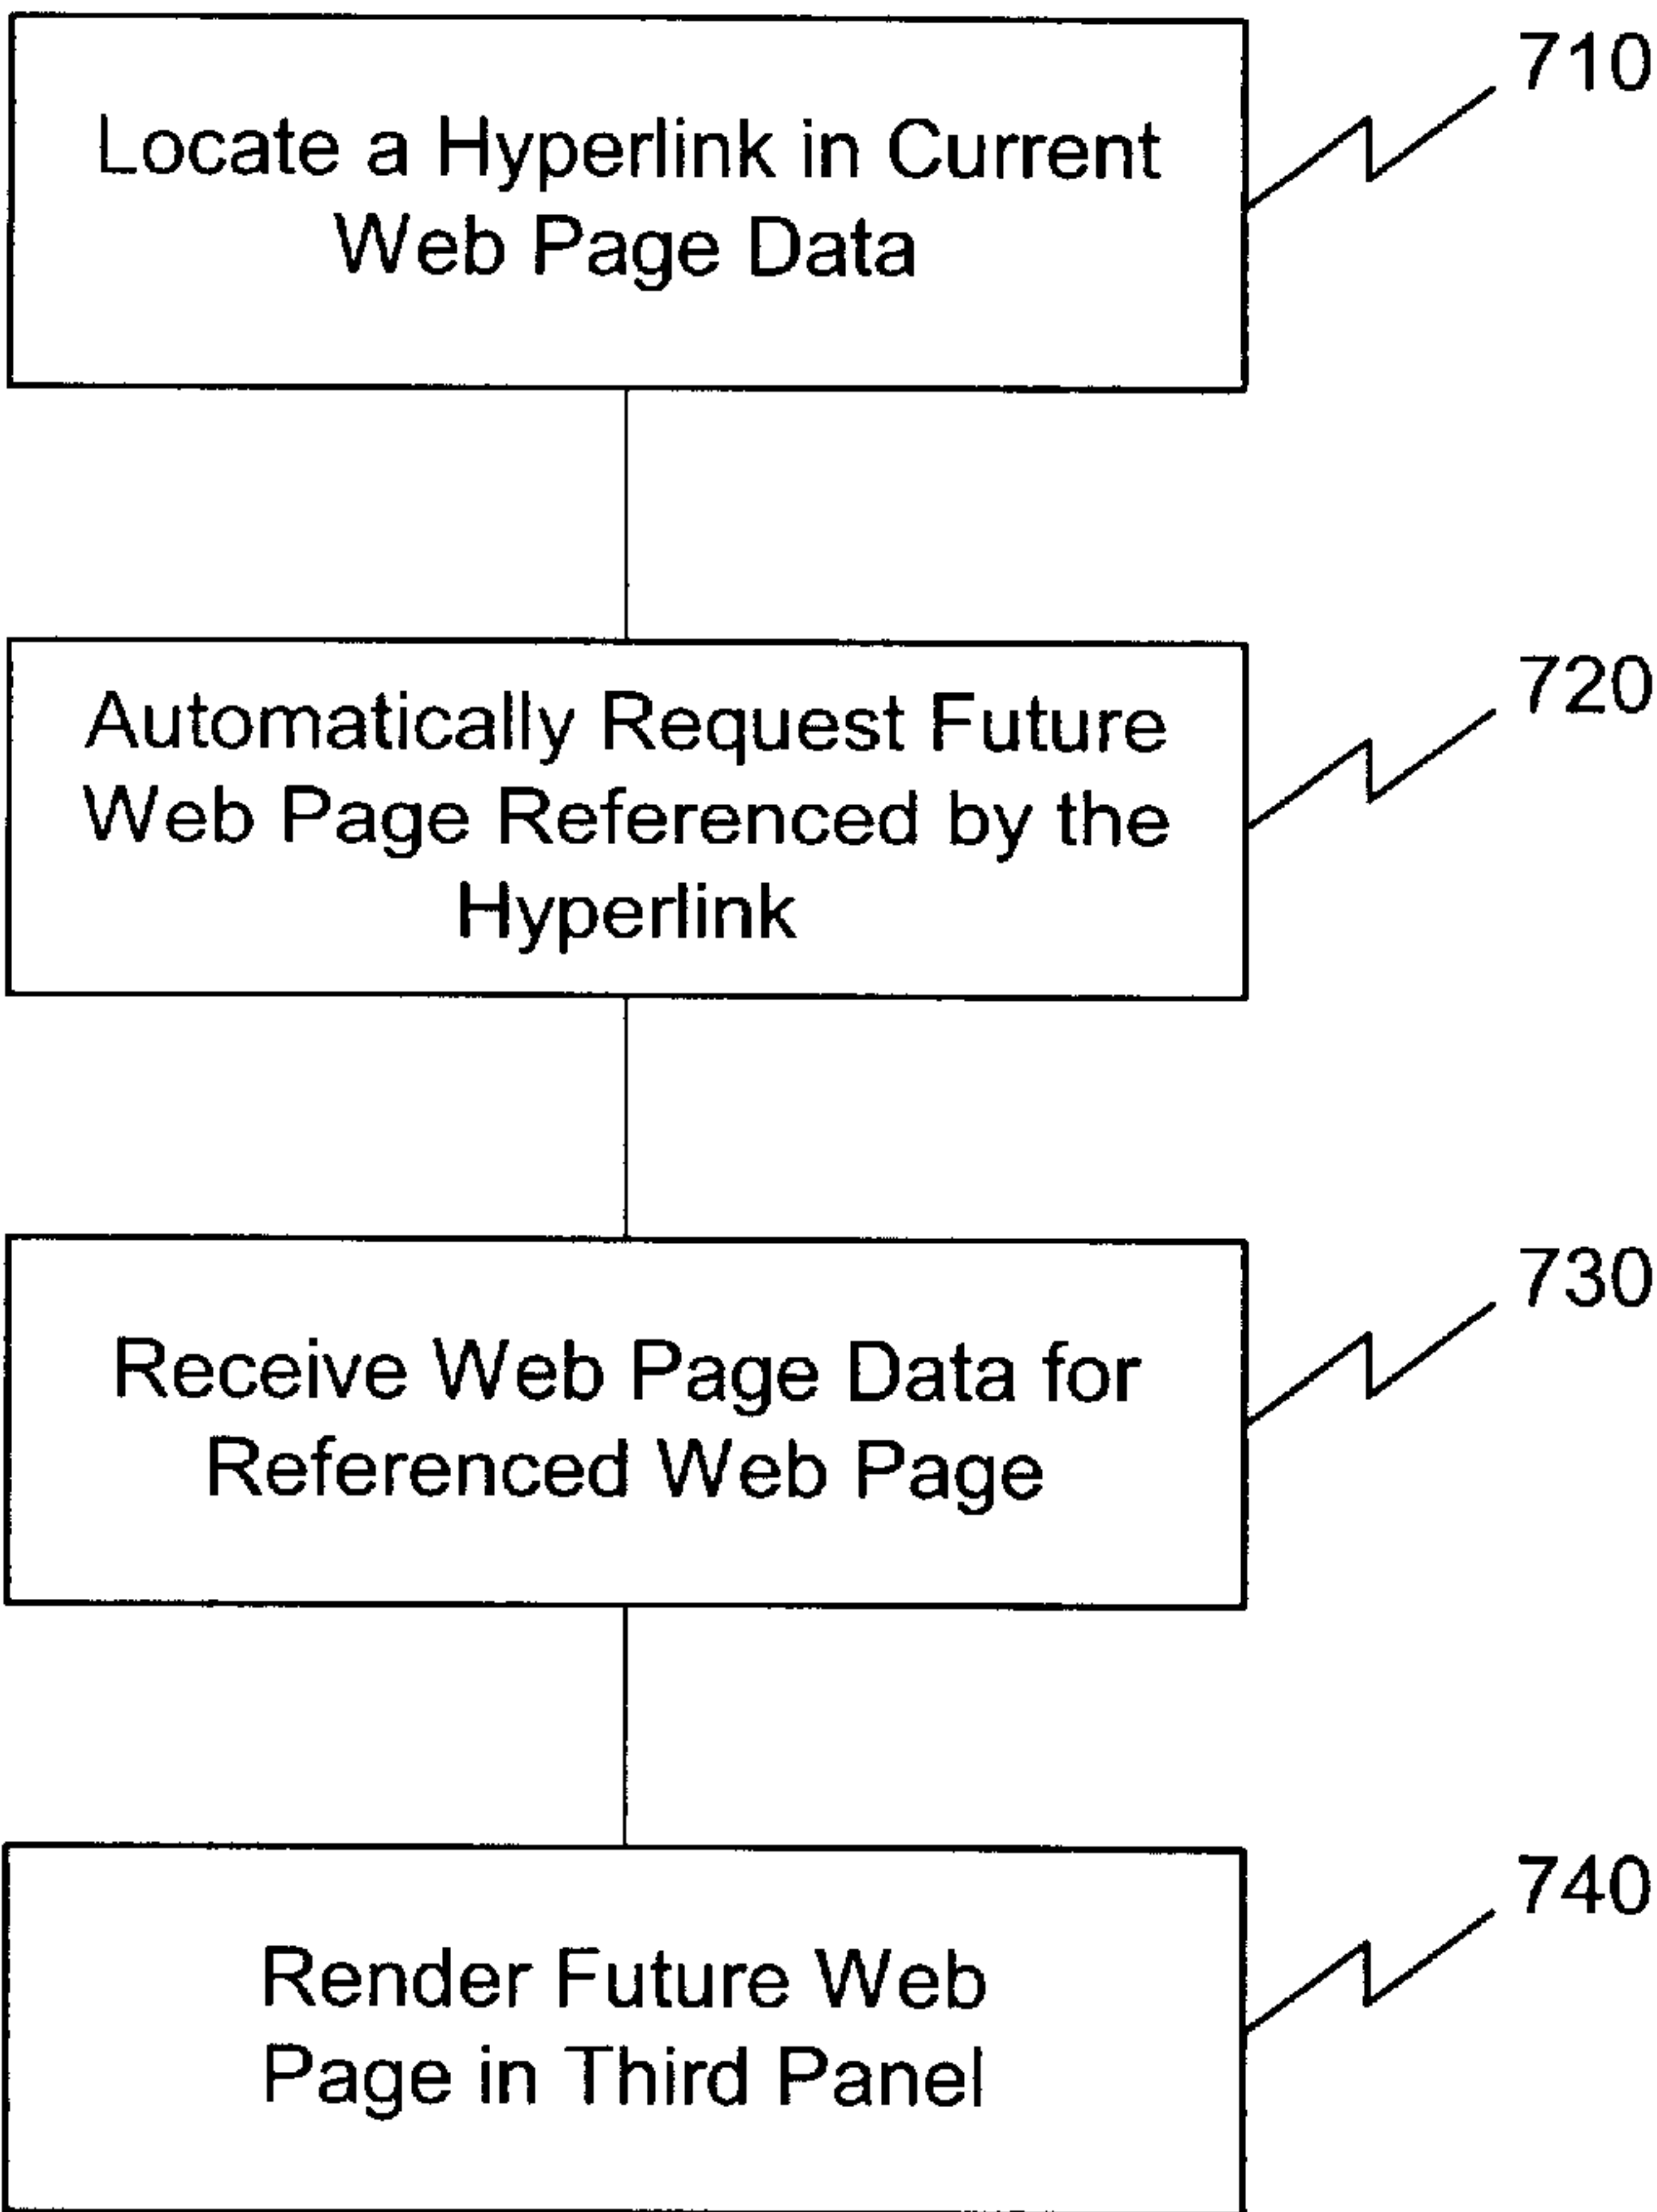 Locate a Hyperlink in Current
Web Page Data
710
Automatically Request Future
Web Page Referenced by the
Hyperlink
720
Receive Web Page Data for
Referenced Web Page
730
Render Future Web
Page in Third Panel
740